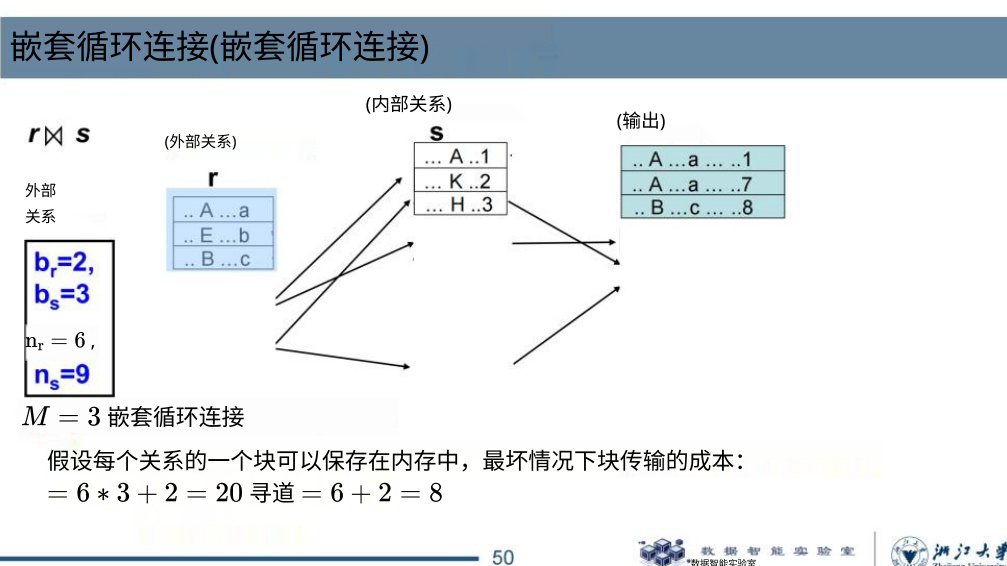 嵌套循环连接(嵌套循环连接)
(内部关系)
(输出)
r⋈ s
(外部关系)
s
r
外部
关系
... A ..1
... K ..2
... H ..3
.. A ...a ... ..1
.. A ...a ... ..7
.. B ...c ... ..8
.. A ...a
.. E ...b
.. B ...c
br=2,
bs=3
nr = 6 ,
ns=9
M = 3 嵌套循环连接
假设每个关系的一个块可以保存在内存中，最坏情况下块传输的成本：
= 6 ∗ 3 + 2 = 20 寻道 = 6 + 2 = 8
50
数据智能实验室
*数据智能实验室
浙江大学
Zhejiang University